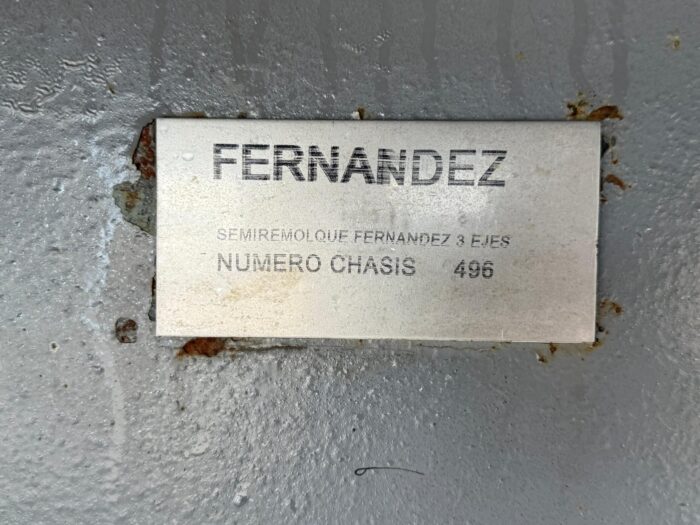 FERNANDEZ
SEMIREMOLQUE FERNANDEZ 3 EJES
NUMERO CHASIS 496